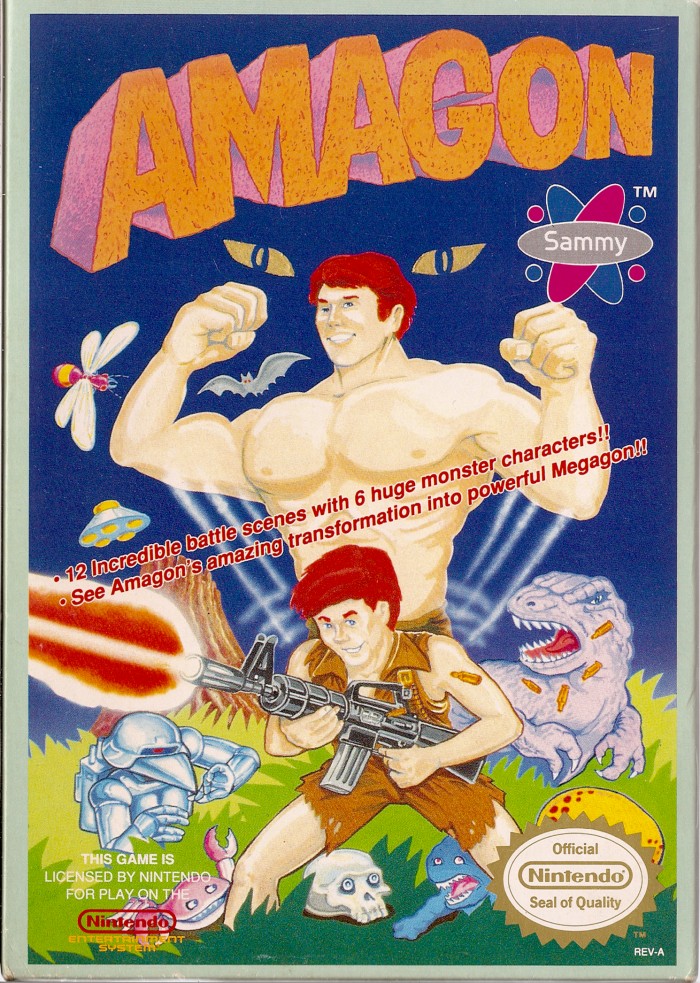 AMAGON
TM
Sammy
• 12 Incredible battle scenes with 6 huge monster characters!!
• See Amagon's amazing transformation into powerful Megagon!!
THIS GAME IS
LICENSED BY NINTENDO
FOR PLAY ON THE
Nintendo
ENTERTAINMENT
SYSTEM
Official
Nintendo
Seal of Quality
TM
REV-A